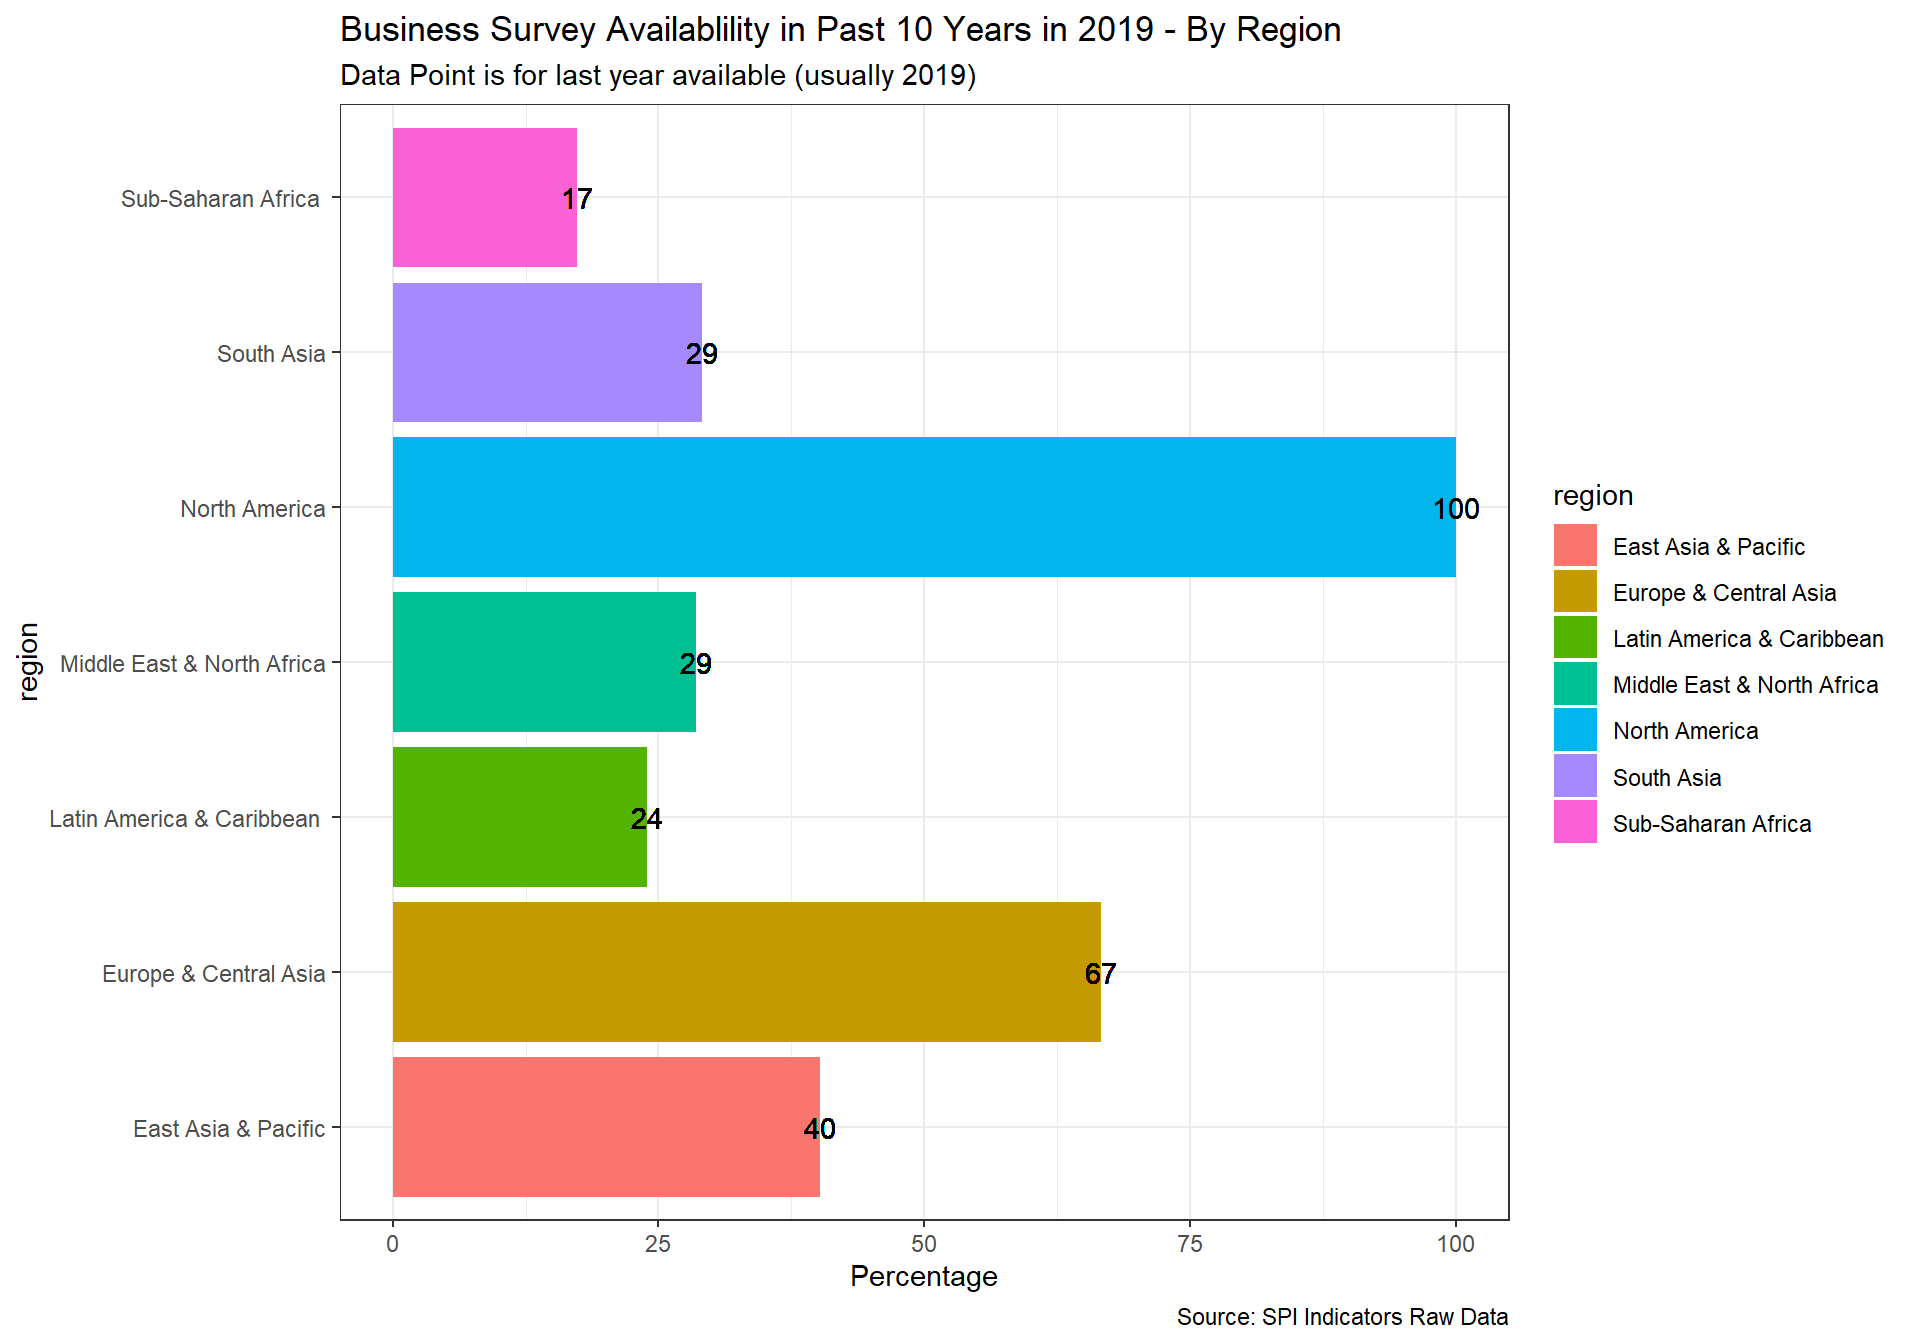 Business Survey Availablility in Past 10 Years in 2019 - By Region
Data Point is for last year available (usually 2019)
region
Sub-Saharan Africa
17
South Asia
29
North America
100
Middle East & North Africa
29
Latin America & Caribbean
24
Europe & Central Asia
67
East Asia & Pacific
40
0 25 50 75 100
Percentage
region
East Asia & Pacific
Europe & Central Asia
Latin America & Caribbean
Middle East & North Africa
North America
South Asia
Sub-Saharan Africa
Source: SPI Indicators Raw Data